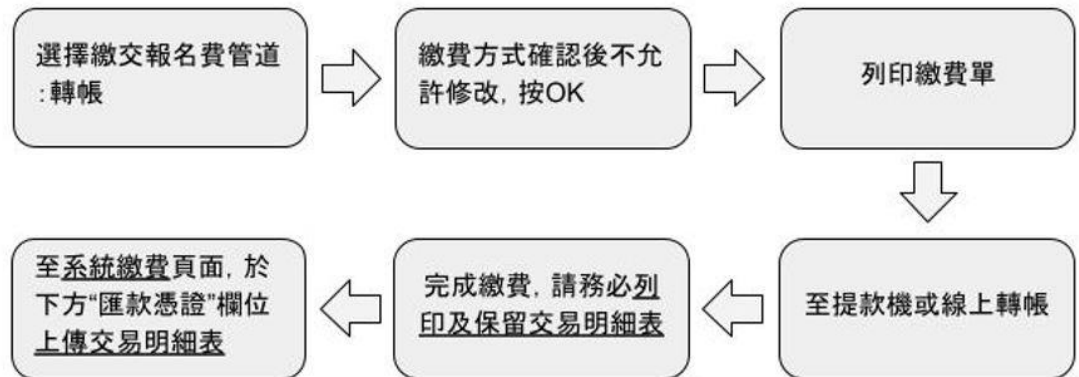 選擇繳交報名費管道
:轉帳
繳費方式確認後不允
許修改, 按OK
列印繳費單
至提款機或線上轉帳
完成繳費, 請務必列
印及保留交易明細表
至系統繳費頁面, 於
下方“匯款憑證”欄位
上傳交易明細表